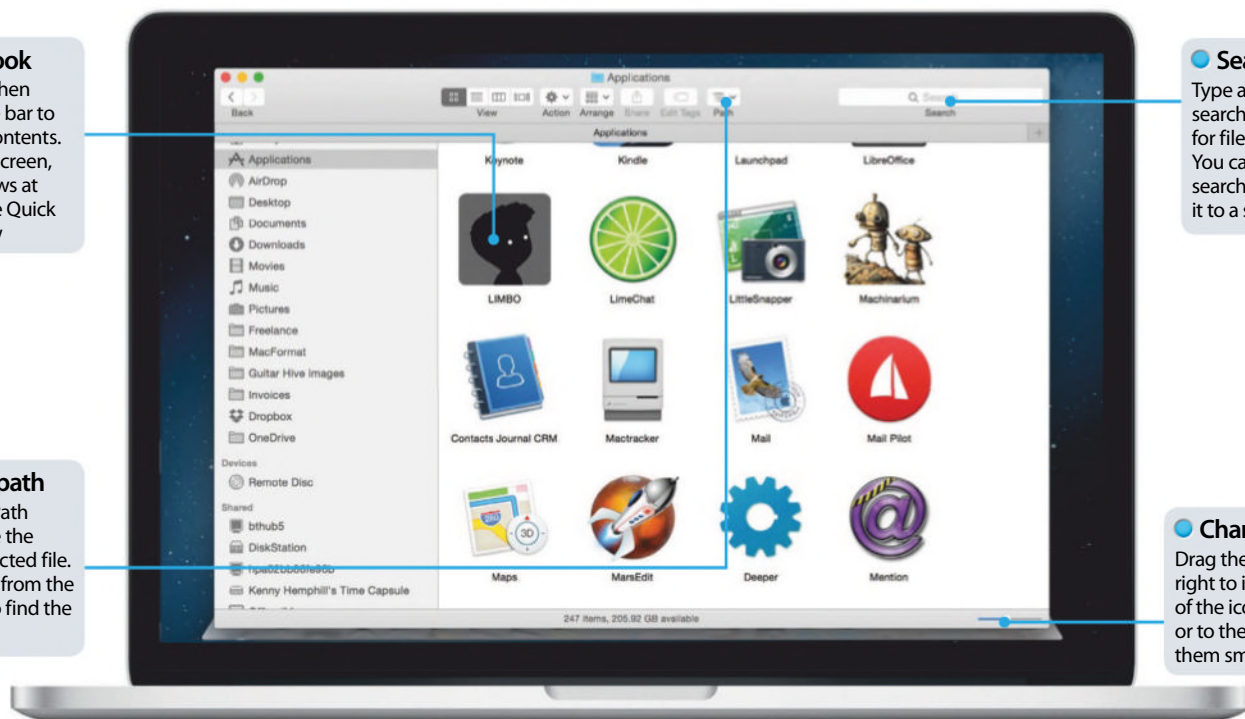 ook
hen
bar to
ontents.
creen,
ws at
e Quick
path
ath
e the
cted file.
from the
o find the
Applications
Back
View Action Arrange Share Edit Tags Path Search
Search
Applications
Applications
AirDrop
Desktop
Documents
Downloads
Movies
Music
Pictures
Freelance
MacFormat
Guitar Hive Images
Invoices
Dropbox
OneDrive
Devices
Remote Disc
Shared
bthub5
DiskStation
Kenny Hemphill's Time Capsule
Keynote Kindle Launchpad LibreOffice
LIMBO LimeChat LittleSnapper Machinarium
Contacts Journal CRM Mactracker Mail Mail Pilot
280
3D
Maps MarsEdit Deeper Mention
247 items, 205.92 GB available
Sea
Type a
search
for file
You ca
search
it to a s
Char
Drag the
right to i
of the ico
or to the
them sm